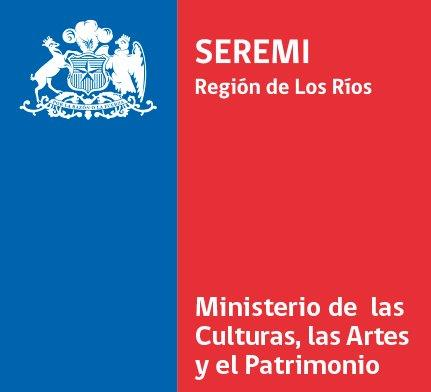 SEREMI
Región de Los Ríos
Ministerio de las
Culturas, las Artes
y el Patrimonio